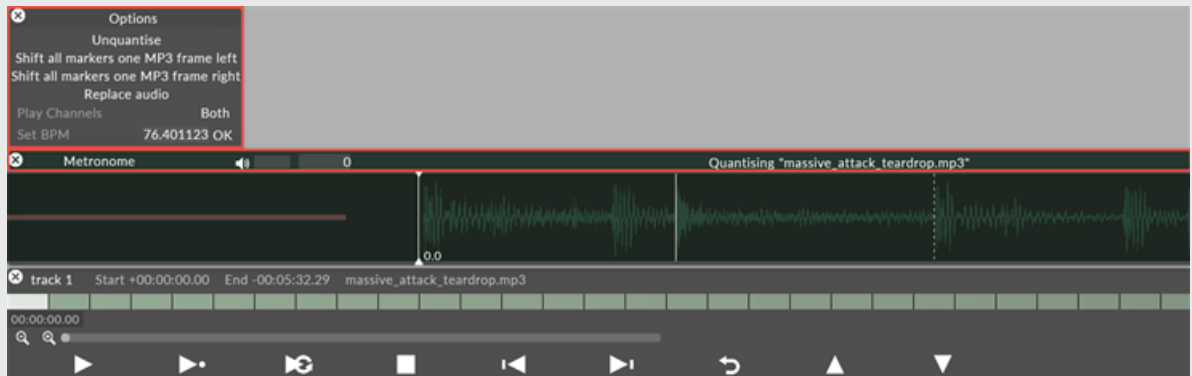 Options
Unquantise
Shift all markers one MP3 frame left
Shift all markers one MP3 frame right
Replace audio
Play Channels Both
Set BPM 76.401123 OK
Metronome 0 Quantising "massive_attack_teardrop.mp3"
0.0
track 1 Start +00:00:00.00 End -00:05:32.29 massive_attack_teardrop.mp3
00:00:00.00